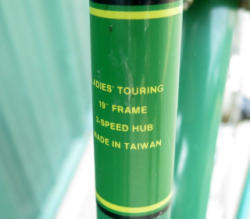 ADIES' TOURING
19" FRAME
3-SPEED HUB
MADE IN TAIWAN